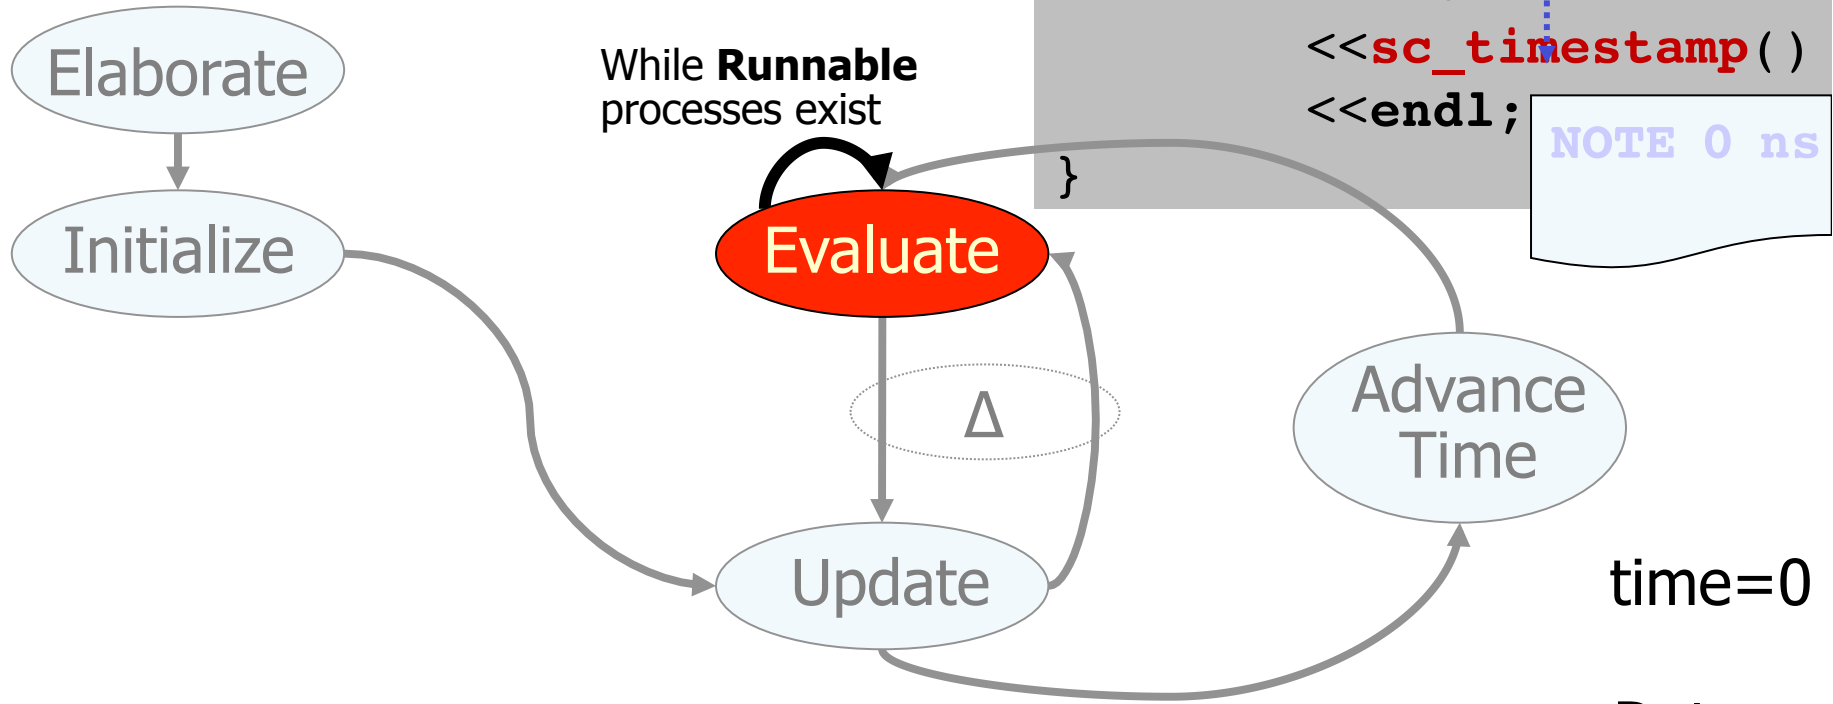 Elaborate
Initialize
While Runnable
processes exist
Evaluate
Δ
Update
Advance
Time
<<sc_timestamp()
<<endl;
}
NOTE 0 ns
time=0